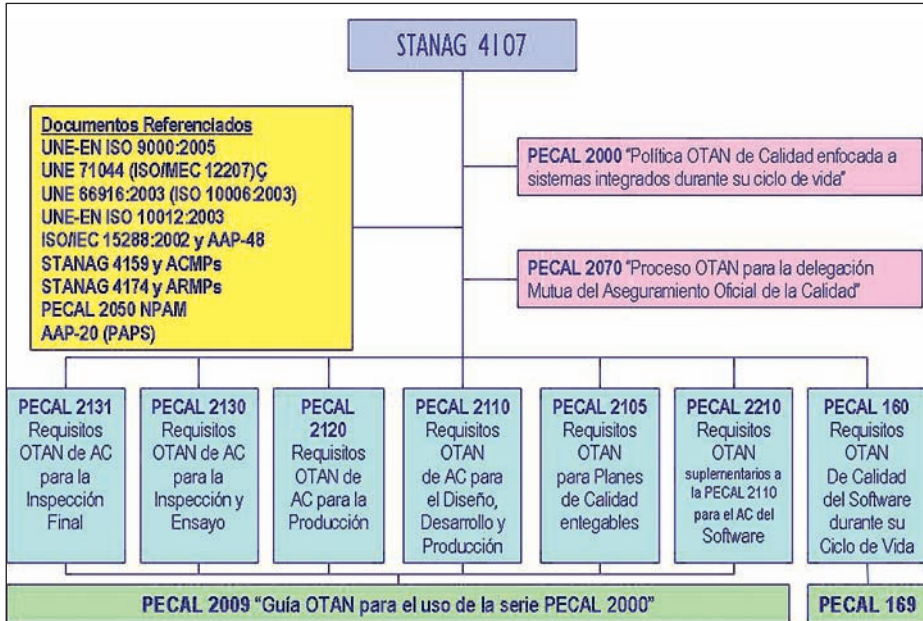 STANAG 4107
Documentos Referenciados
UNE-EN ISO 9000:2005
UNE 71044 (ISO/MEC 12207)Ç
UNE 66916:2003 (ISO 10006:2003)
UNE-EN ISO 10012:2003
ISO/IEC 15288:2002 y AAP-48
STANAG 4159 y ACMPs
STANAG 4174 y ARMPs
PECAL 2050 NPAM
AAP-20 (PAPS)
PECAL 2000 "Política OTAN de Calidad enfocada a
sistemas integrados durante su ciclo de vida"
PECAL 2070 "Proceso OTAN para la delegación
Mutua del Aseguramiento Oficial de la Calidad"
PECAL 2131
Requisitos
OTAN de AC
para la
Inspección
Final
PECAL 2130
Requisitos
OTAN de AC
para la
Inspección y
Ensayo
PECAL
2120
Requisitos
OTAN de
AC para la
Producción
PECAL 2110
Requisitos
OTAN
de AC para
el Diseño,
Desarrollo y
Producción
PECAL 2105
Requisitos
OTAN
para Planes
de Calidad
entegables
PECAL 2210
Requisitos
OTAN
suplementarios a
la PECAL 2110
para el AC del
Software
PECAL 160
Requisitos
OTAN
De Calidad
del Software
durante su
Ciclo de Vida
PECAL 2009 "Guía OTAN para el uso de la serie PECAL 2000"
PECAL 169